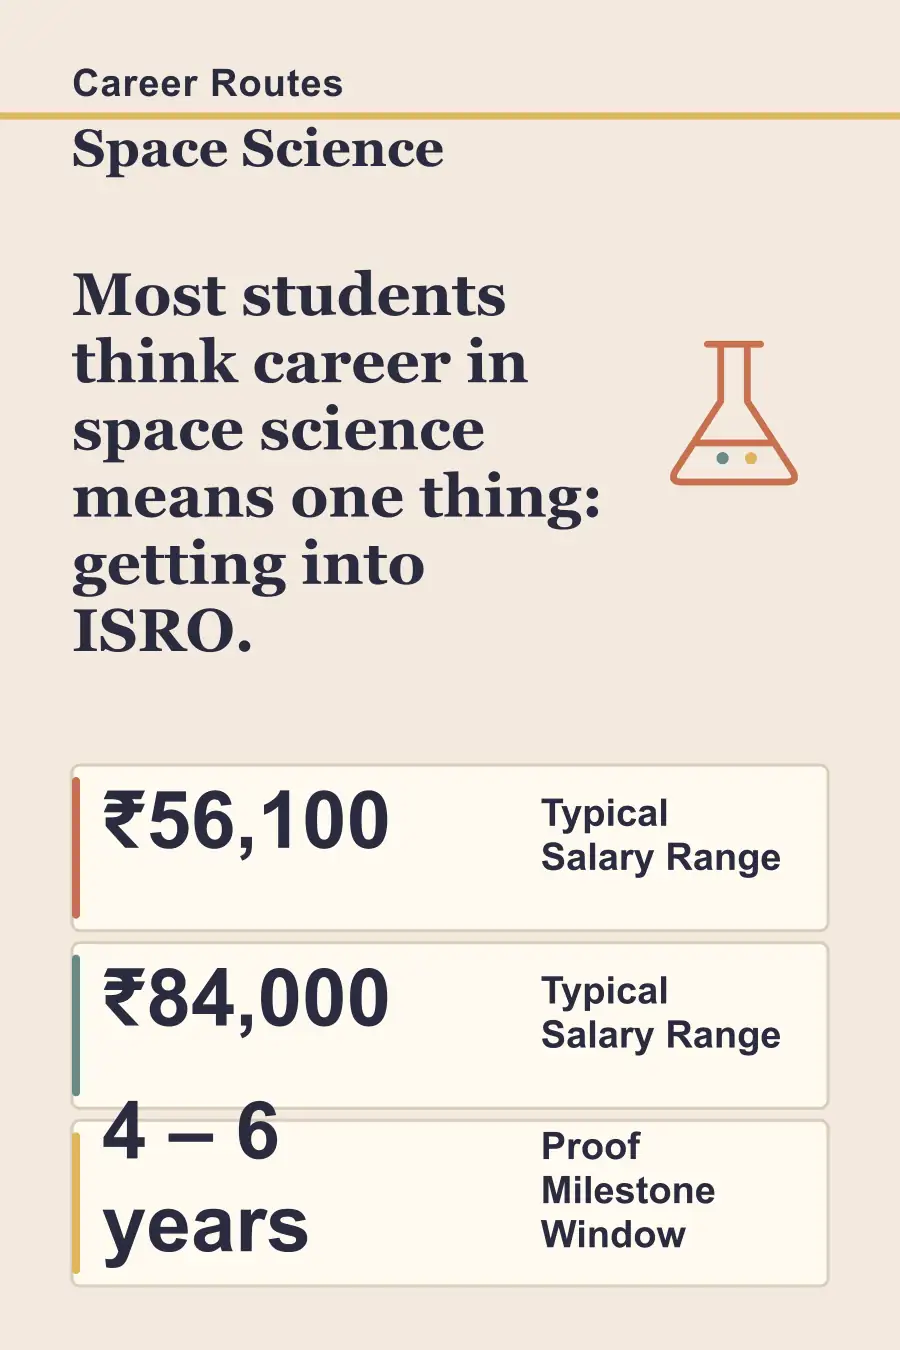 Career Routes
Space Science
Most students
think career in
space science
means one thing:
getting into
ISRO.
₹56,100
Typical
Salary Range
₹84,000
Typical
Salary Range
4 – 6
years
Proof
Milestone
Window